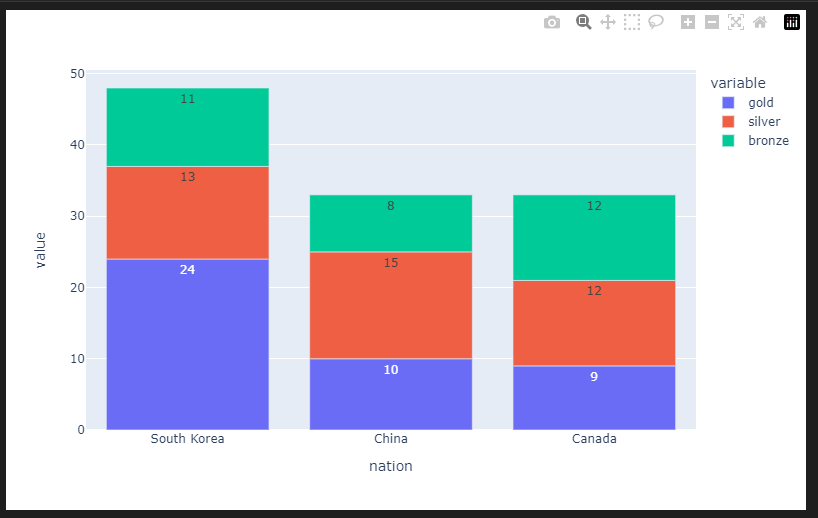 variable
gold
silver
bronze
50
40
30
20
10
0
value
11
13
24
8
15
10
12
12
9
South Korea
China
Canada
nation